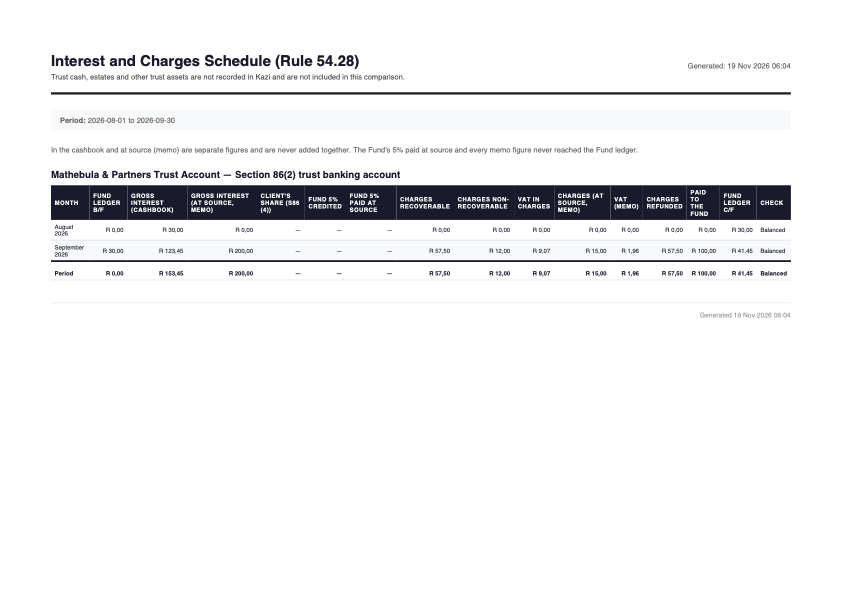 Interest and Charges Schedule (Rule 54.28)
Generated: 19 Nov 2026 06:04
Trust cash, estates and other trust assets are not recorded in Kazi and are not included in this comparison.
Period: 2026-08-01 to 2026-09-30
In the cashbook and at source (memo) are separate figures and are never added together. The Fund's 5% paid at source and every memo figure never reached the Fund ledger.
Mathebula & Partners Trust Account — Section 86(2) trust banking account
MONTH FUND LEDGER B/F GROSS INTEREST (CASHBOOK) GROSS INTEREST (AT SOURCE, MEMO) CLIENT'S SHARE (S86 (4)) FUND 5% CREDITED FUND 5% PAID AT SOURCE CHARGES RECOVERABLE CHARGES NON-RECOVERABLE VAT IN CHARGES CHARGES (AT SOURCE, MEMO) VAT (MEMO) CHARGES REFUNDED PAID TO THE FUND FUND LEDGER C/F CHECK
August 2026 R 0,00 R 30,00 R 0,00 — — — R 0,00 R 0,00 R 0,00 R 0,00 R 0,00 R 0,00 R 0,00 R 30,00 Balanced
September 2026 R 30,00 R 123,45 R 200,00 — — — R 57,50 R 12,00 R 9,07 R 15,00 R 1,96 R 57,50 R 100,00 R 41,45 Balanced
Period R 0,00 R 153,45 R 200,00 — — — R 57,50 R 12,00 R 9,07 R 15,00 R 1,96 R 57,50 R 100,00 R 41,45 Balanced
Generated 19 Nov 2026 06:04